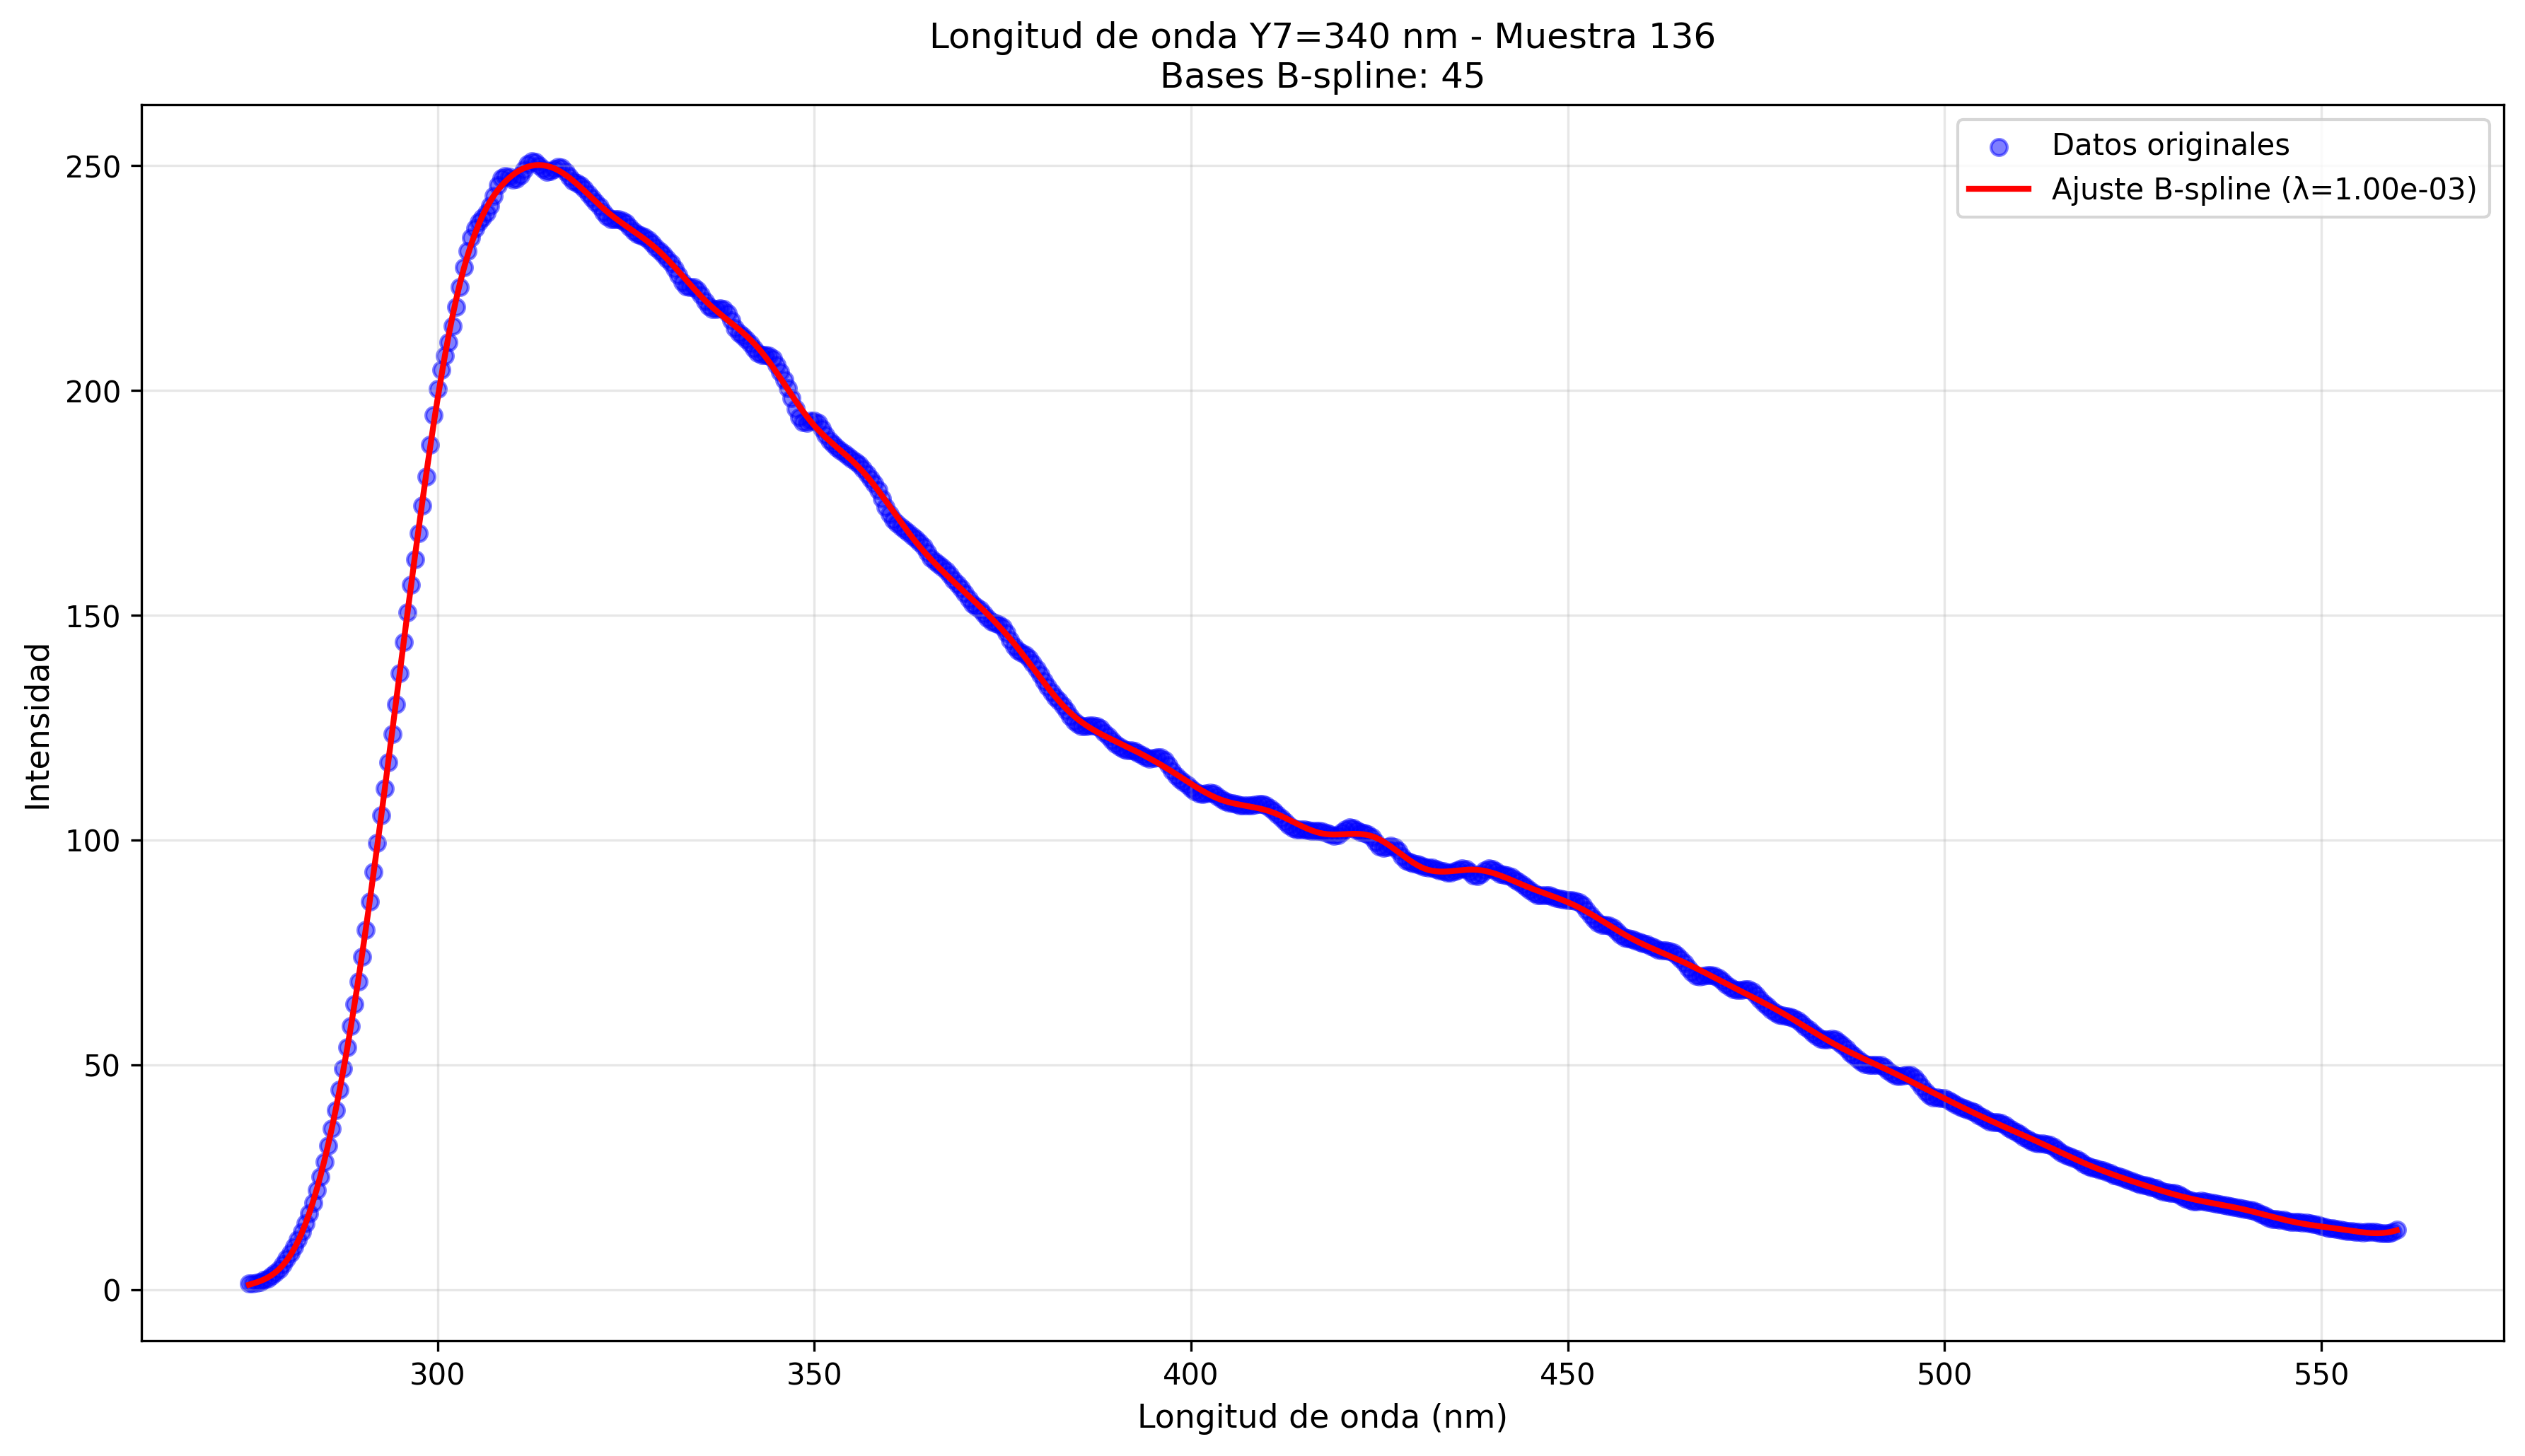 Longitud de onda Y7=340 nm - Muestra 136
Bases B-spline: 45
Datos originales
Ajuste B-spline (λ=1.00e-03)
Intensidad
250
200
150
100
50
0
300 350 400 450 500 550
Longitud de onda (nm)